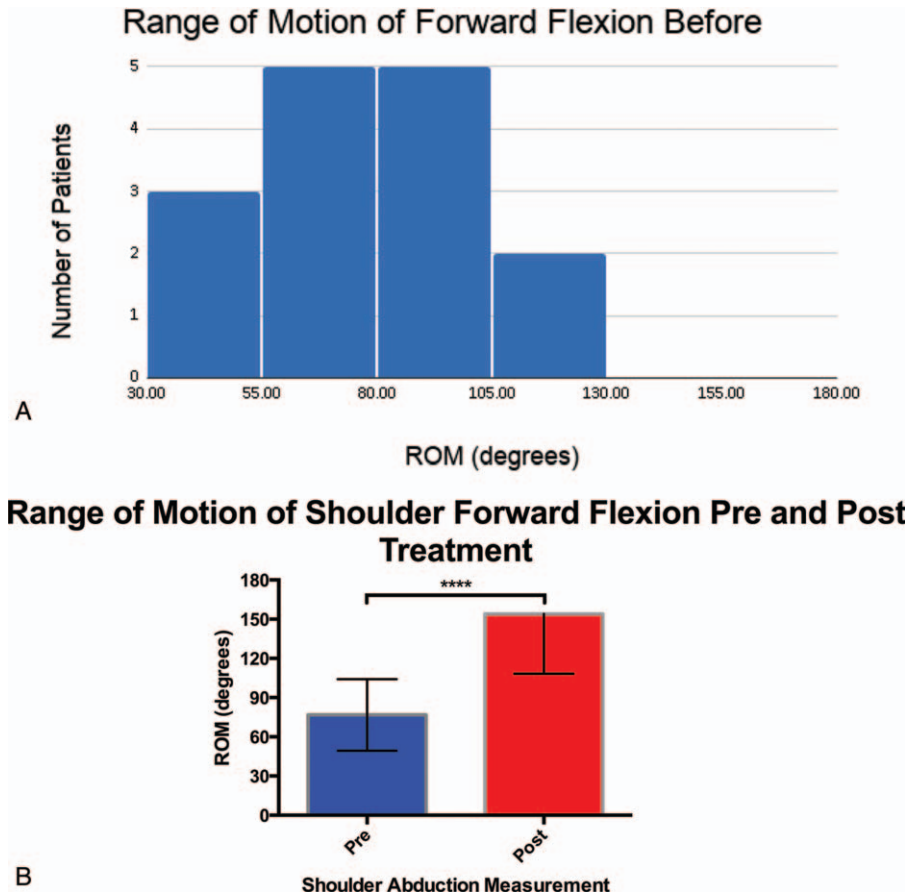 Range of Motion of Forward Flexion Before
Number of Patients
5
4
3
2
1
0
30.00 55.00 80.00 105.00 130.00 155.00 180.00
A
ROM (degrees)
Range of Motion of Shoulder Forward Flexion Pre and Post
Treatment
ROM (degrees)
180
150
120
90
60
30
0
****
Pre Post
B
Shoulder Abduction Measurement